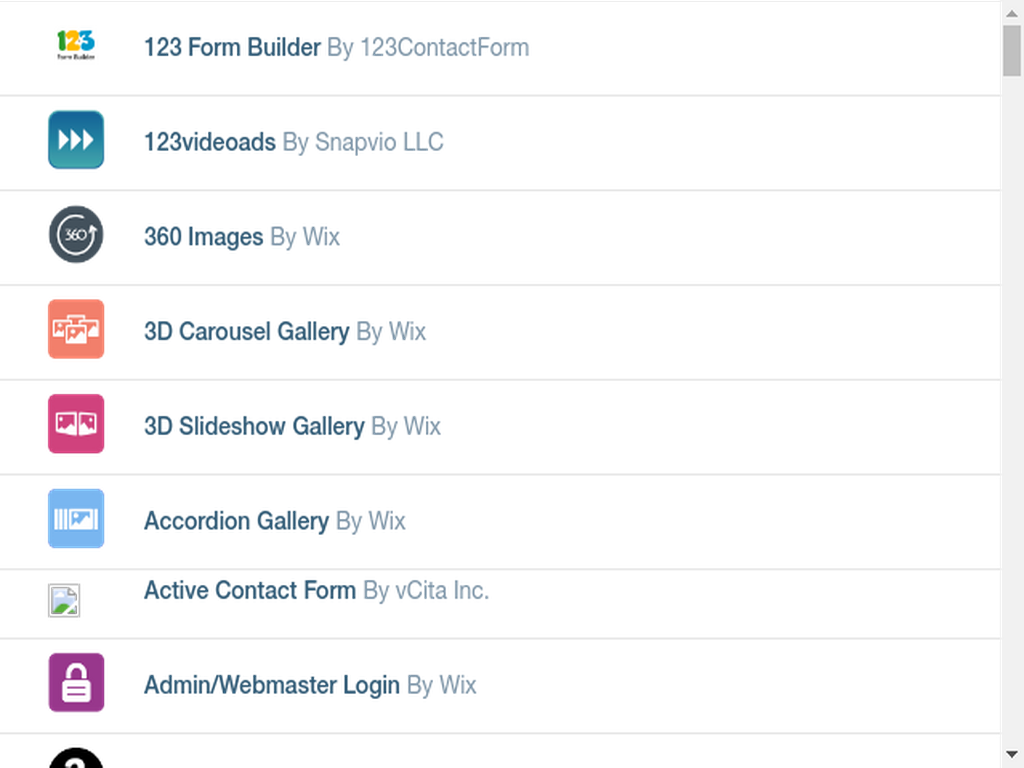 123
Form Builder
123 Form Builder By 123ContactForm
123videoads By Snapvio LLC
360
360 Images By Wix
3D Carousel Gallery By Wix
3D Slideshow Gallery By Wix
Accordion Gallery By Wix
Active Contact Form By vCita Inc.
Admin/Webmaster Login By Wix